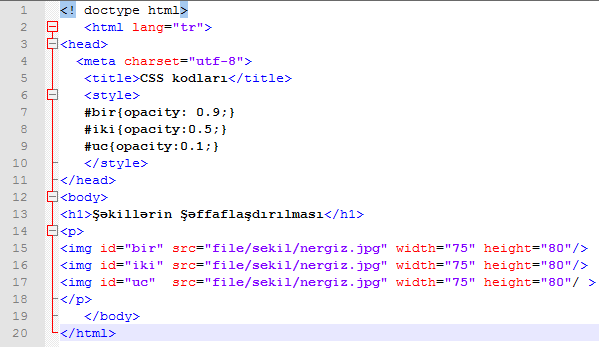 1 <! doctype html>
2 <html lang="tr">
3 <head>
4 <meta charset="utf-8">
5 <title>CSS kodları</title>
6 <style>
7 #bir{opacity: 0.9;}
8 #iki{opacity:0.5;}
9 #uc{opacity:0.1;}
10 </style>
11 </head>
12 <body>
13 <h1>Şəkillərin Şəffaflaşdırılması</h1>
14 <p>
15 <img id="bir" src="file/sekil/nergiz.jpg" width="75" height="80"/>
16 <img id="iki" src="file/sekil/nergiz.jpg" width="75" height="80"/>
17 <img id="uc"  src="file/sekil/nergiz.jpg" width="75" height="80"/ >
18 </p>
19 </body>
20 </html>